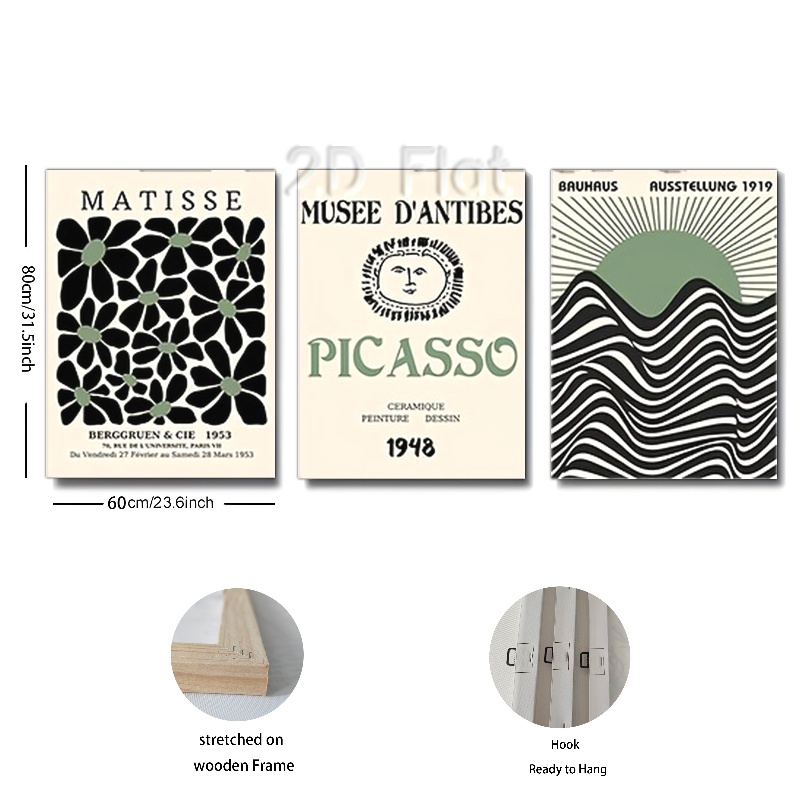 2D Flat
MATISSE
BERGGRUEN & CIE 1953
70, RUE DE L'UNIVERSITE, PARIS VII
Du Vendredi 27 Février au Samedi 28 Mars 1953
MUSEE D'ANTIBES
PICASSO
CERAMIQUE
PEINTURE DESSIN
1948
BAUHAUS AUSSTELLUNG 1919
80cm/31.5inch
60cm/23.6inch
stretched on
wooden Frame
Hook
Ready to Hang